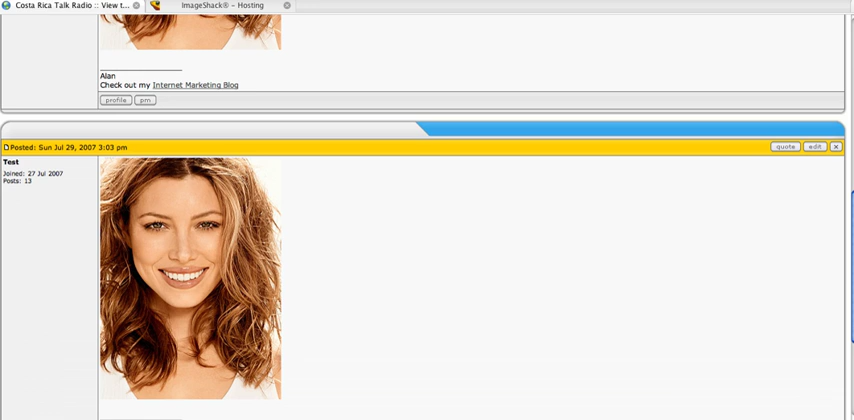 Costa Rica Talk Radio :: View t...
ImageShack® – Hosting
Alan
Check out my Internet Marketing Blog
profile
pm
Posted: Sun Jul 29, 2007 3:03 pm
quote
edit
x
Test
Joined: 27 Jul 2007
Posts: 13